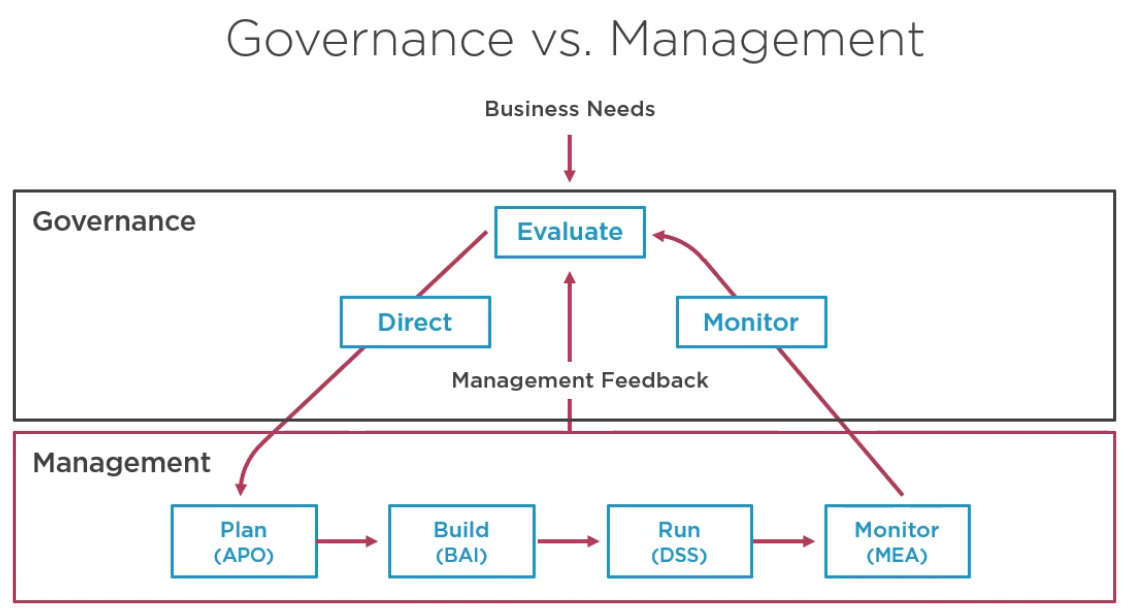 Governance vs. Management
Business Needs
Governance
Evaluate
Direct
Monitor
Management Feedback
Management
Plan
(APO)
Build
(BAI)
Run
(DSS)
Monitor
(MEA)